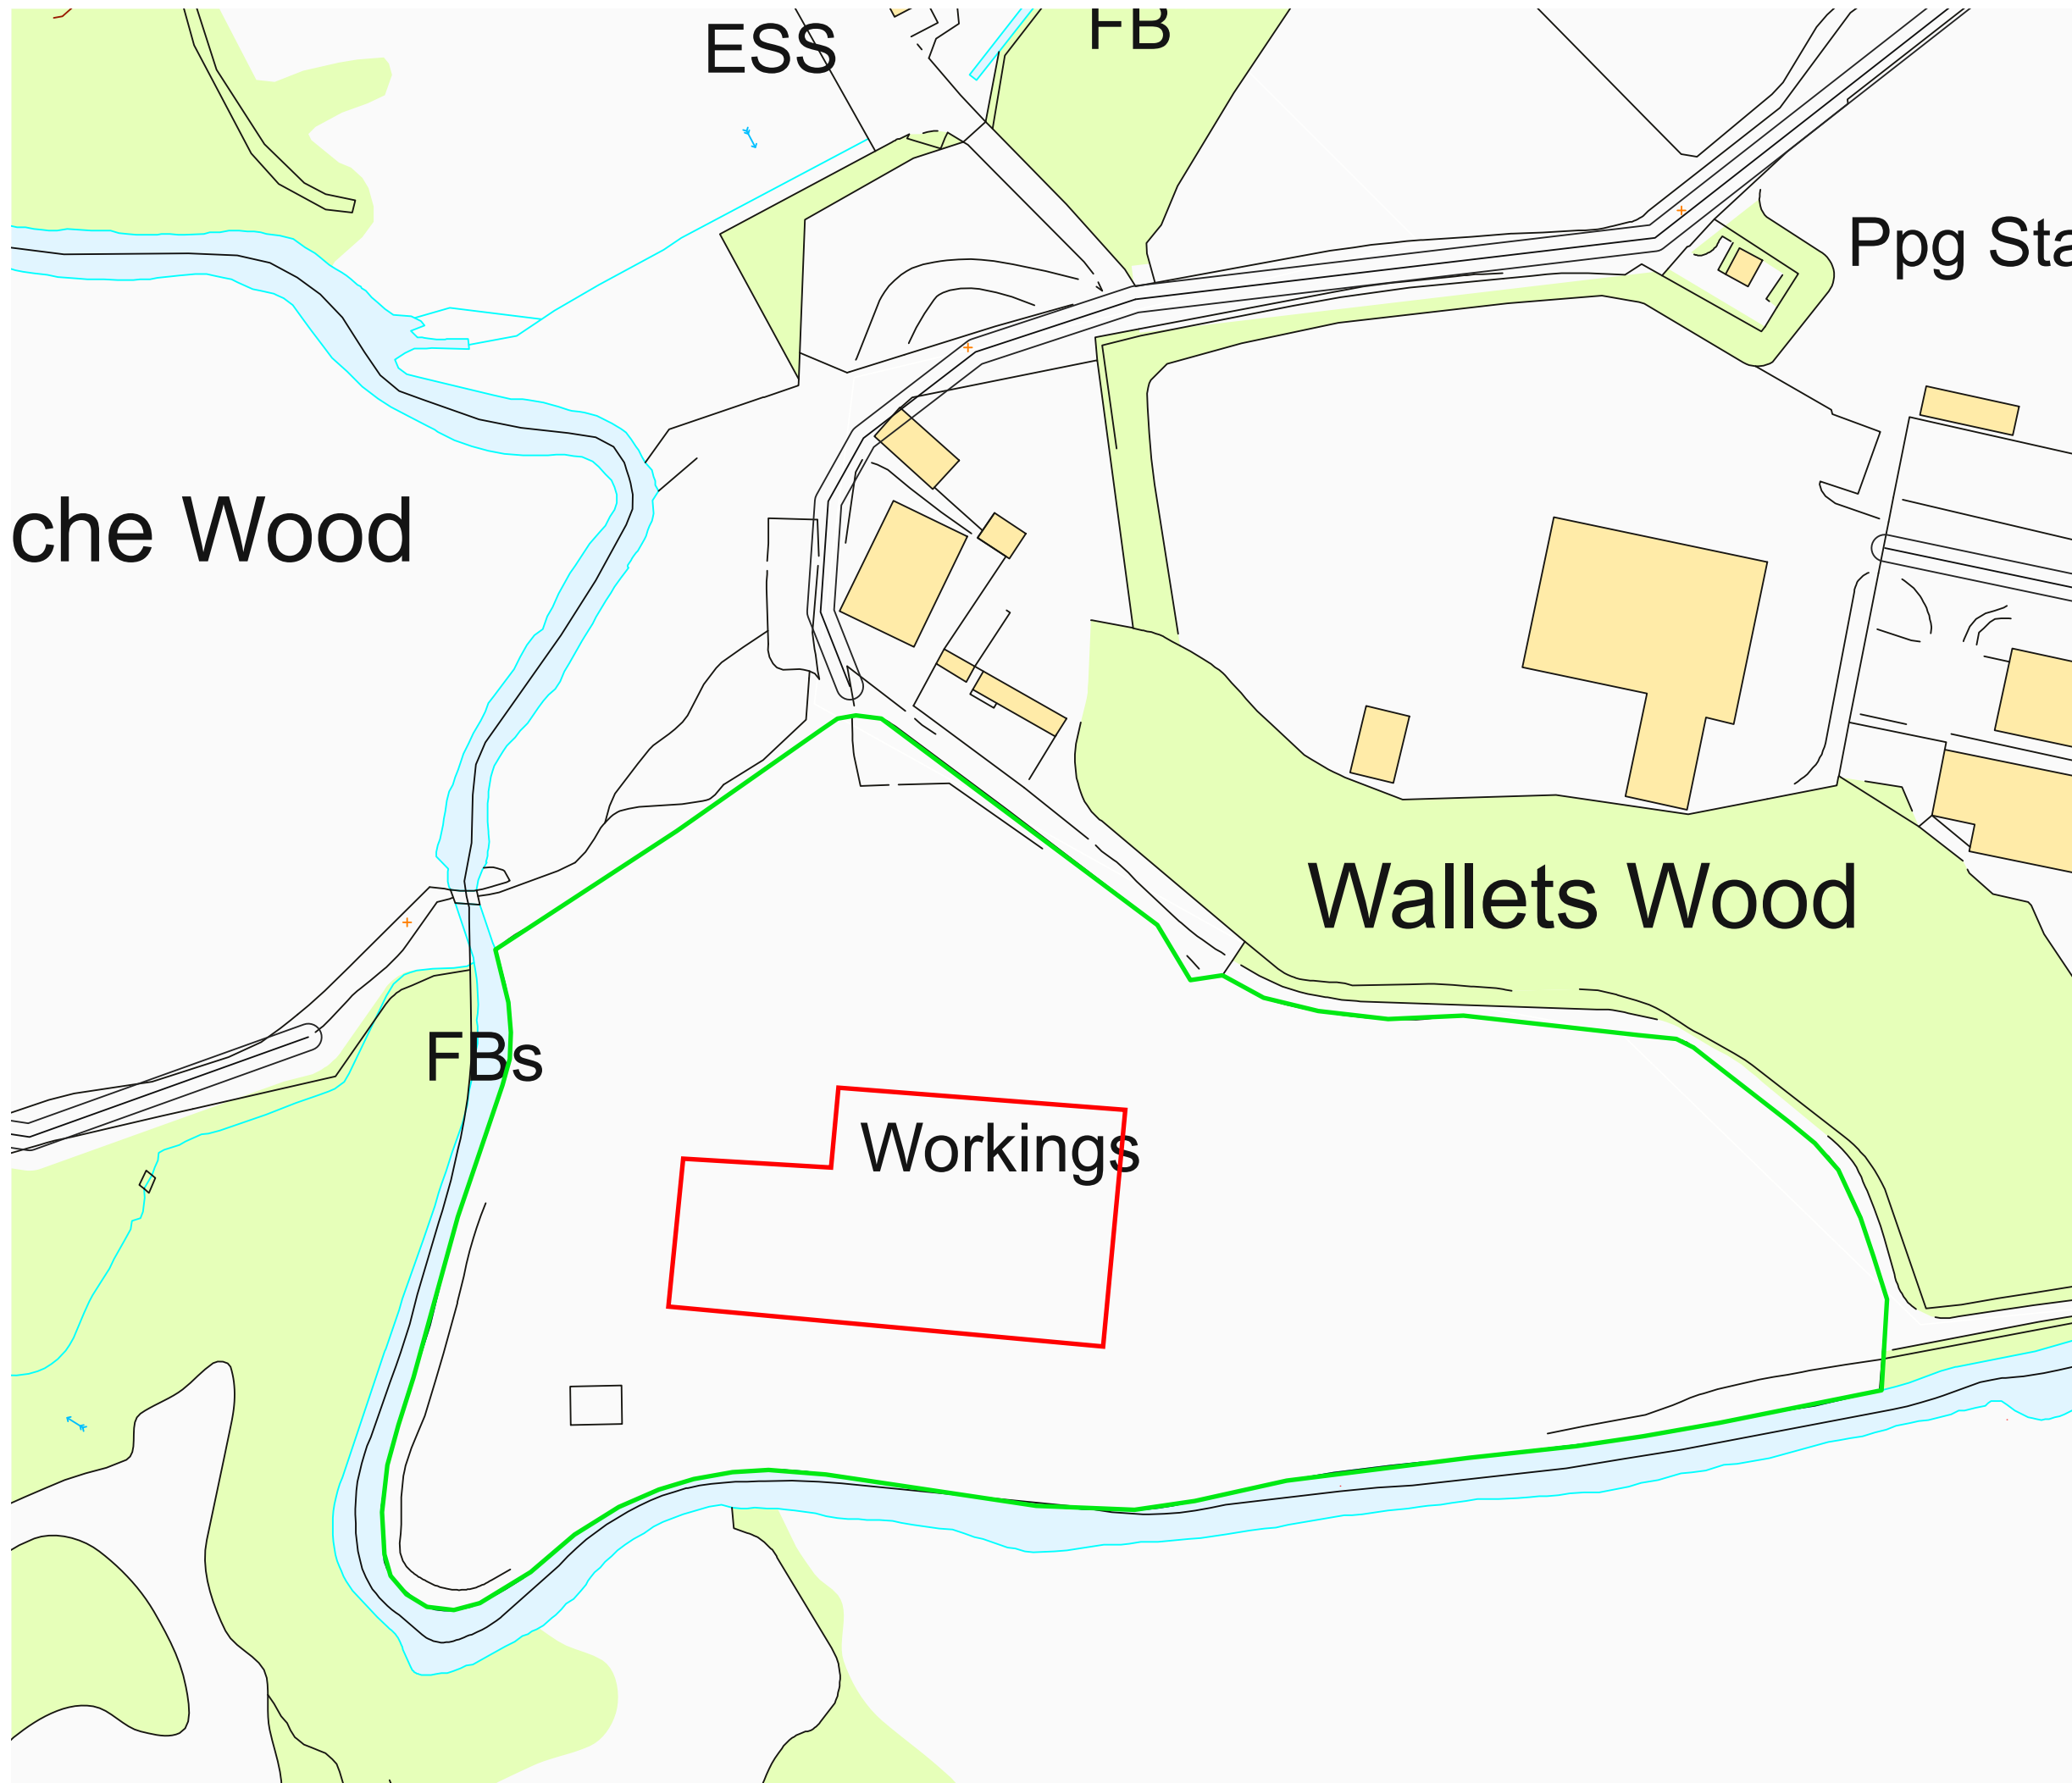 ESS
FB
Ppg Sta
che Wood
Wallets Wood
FBs
Workings